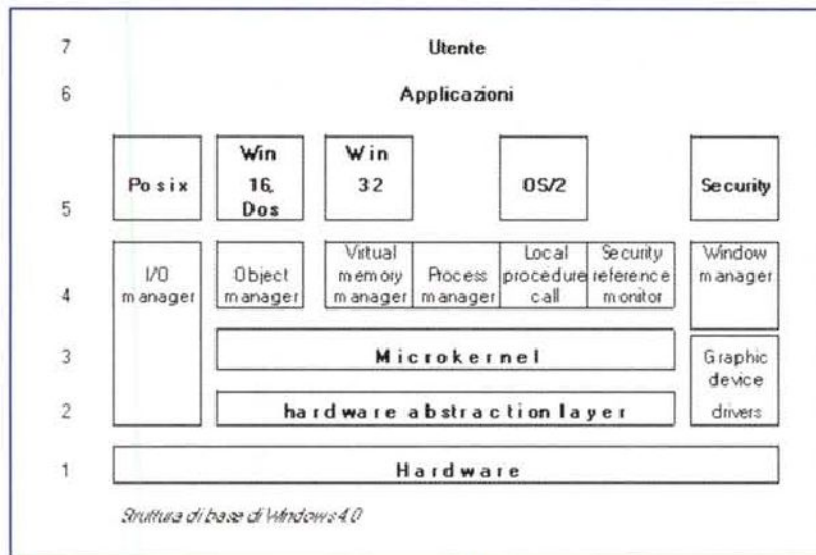 7 Utente
6 Applicazioni
5
Posix
Win
16,
Dos
Win
32
OS/2
Security
4
I/O
manager
Object
manager
Virtual
memory
manager
Process
manager
Local
procedure
call
Security
reference
monitor
Window
manager
3 Microkernel
Graphic
device
drivers
2 hardware abstraction layer
1 Hardware
Struttura di base di Windows 4.0